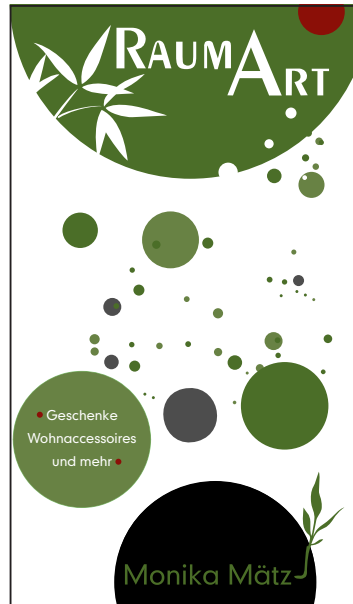 RAUMART
Geschenke
Wohnaccessoires
und mehr
Monika Mätz